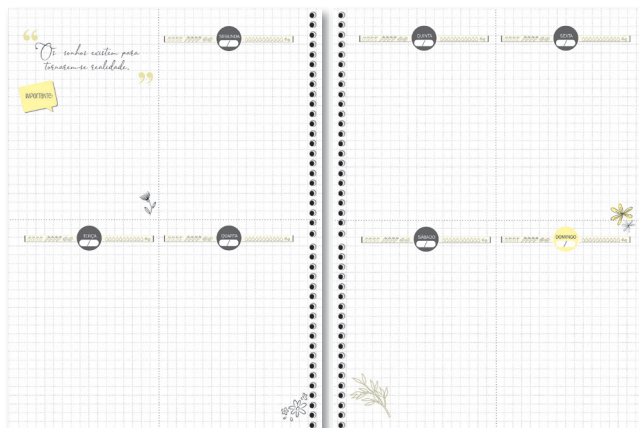 Os sonhos existem para
tornarem-se realidade.
IMPORTANTE:
SEGUNDA
/
TERÇA
/
QUARTA
/
QUINTA
/
SEXTA
/
SÁBADO
/
DOMINGO
/